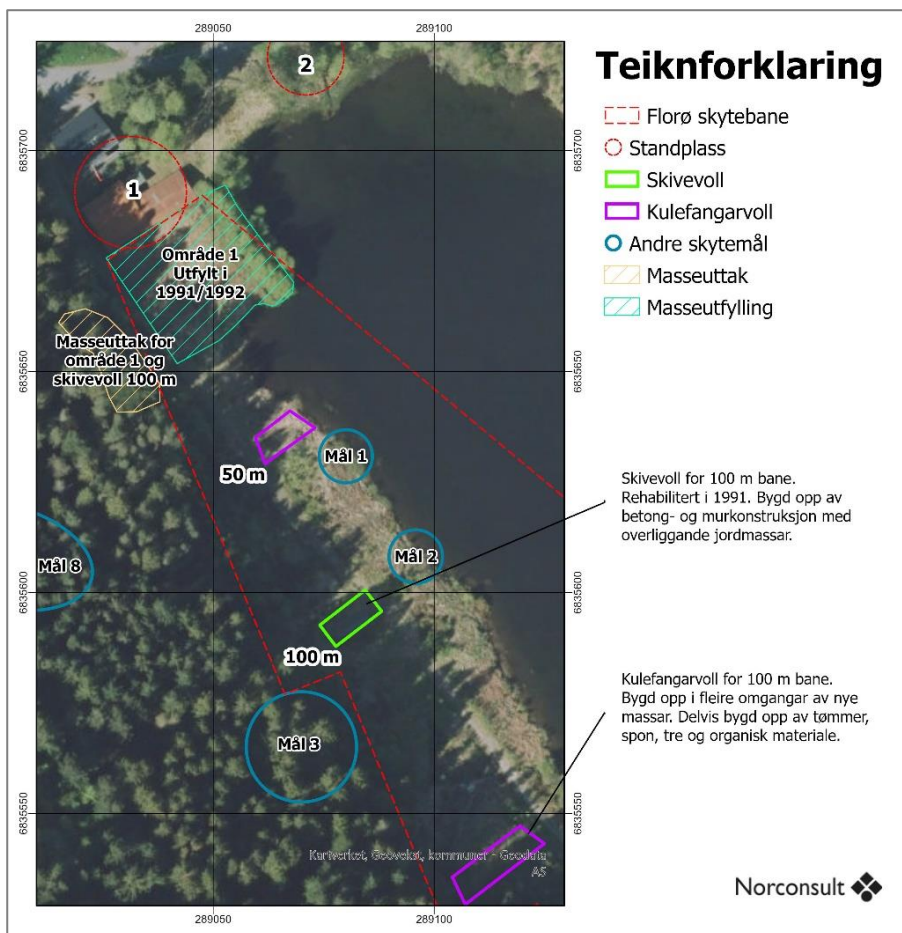 289050
289100
6835700
6835650
6835600
6835550
6835700
6835650
6835600
6835550
289050
289100
2
1
Område 1
Utfylt i
1991/1992
Masseuttak for
område 1 og
skivevoll 100 m
50 m
Mål 1
Mål 2
Mål 8
100 m
Mål 3
Kartverket, Geovekst, kommuner - Geodata
AS
Teiknforklaring
Florø skytebane
Standplass
Skivevoll
Kulefangarvoll
Andre skytemål
Masseuttak
Masseutfylling
Skivevoll for 100 m bane.
Rehabilitert i 1991. Bygd opp av
betong- og murkonstruksjon med
overliggande jordmassar.
Kulefangarvoll for 100 m bane.
Bygd opp i fleire omgangar av nye
massar. Delvis bygd opp av tømmer,
spon, tre og organisk materiale.
Norconsult